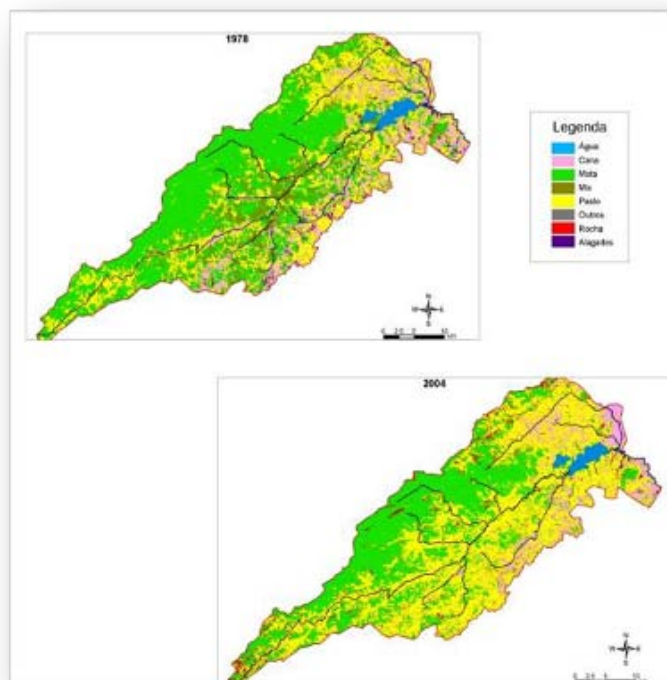 1978
Legenda
Água
Cana
Mata
Mix
Pasto
Outros
Rocha
Alagados
N
W E
S
2004
N
W E
S